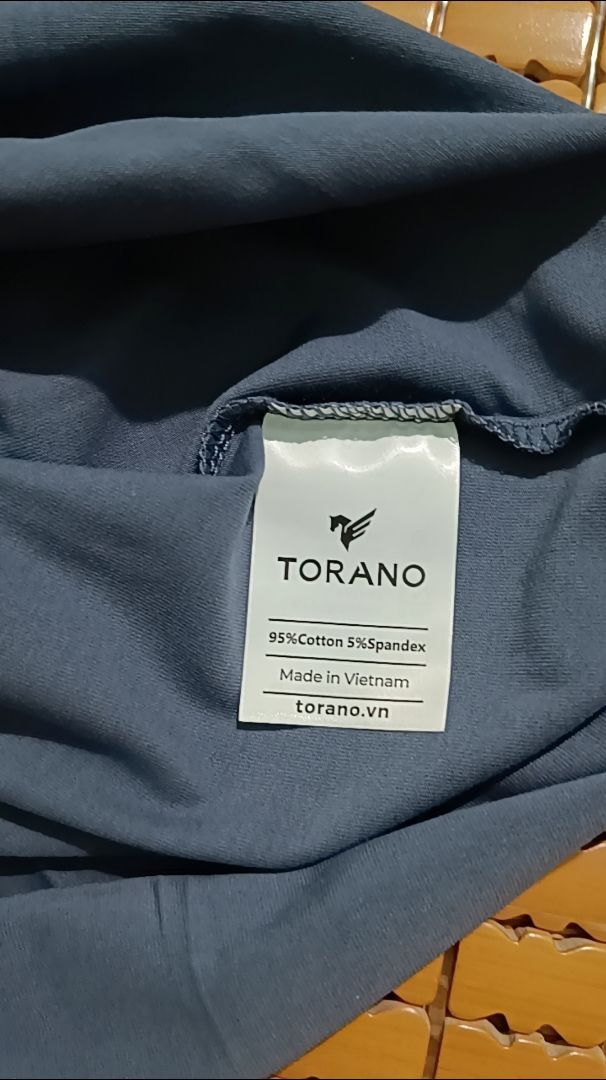 TORANO
95%Cotton 5%Spandex
Made in Vietnam
torano.vn